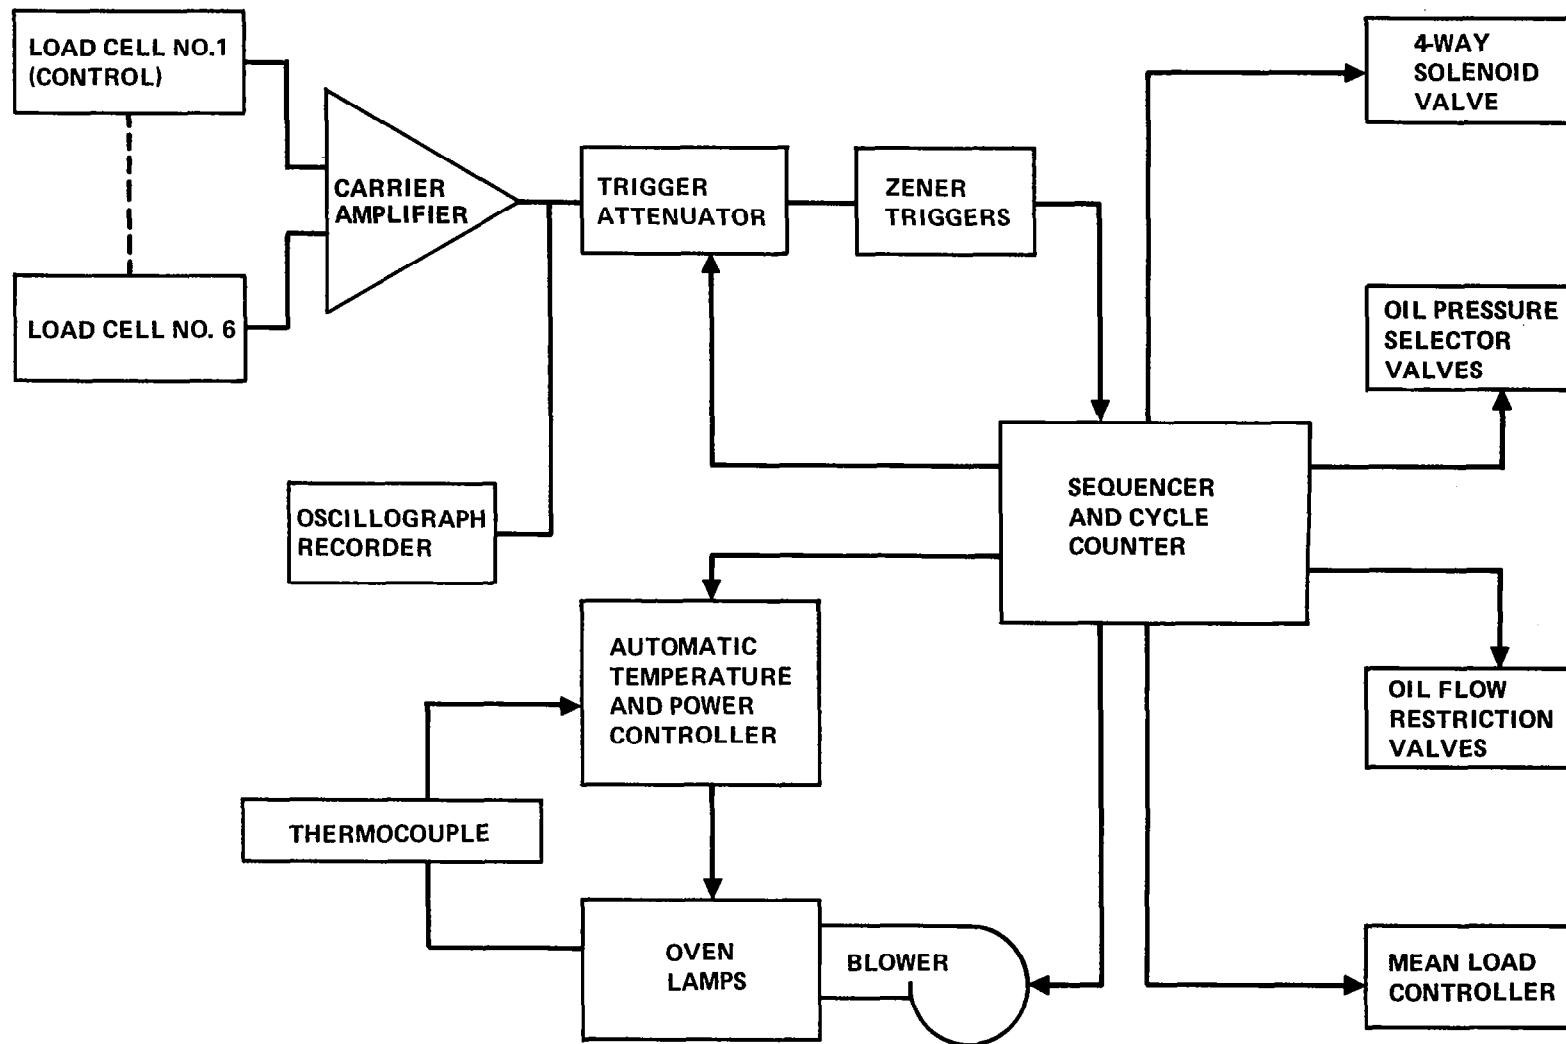 LOAD CELL NO.1
(CONTROL)
4-WAY
SOLENOID
VALVE
CARRIER
AMPLIFIER
TRIGGER
ATTENUATOR
ZENER
TRIGGERS
LOAD CELL NO. 6
OIL PRESSURE
SELECTOR
VALVES
OSCILLOGRAPH
RECORDER
SEQUENCER
AND CYCLE
COUNTER
AUTOMATIC
TEMPERATURE
AND POWER
CONTROLLER
OIL FLOW
RESTRICTION
VALVES
THERMOCOUPLE
OVEN
LAMPS
BLOWER
MEAN LOAD
CONTROLLER